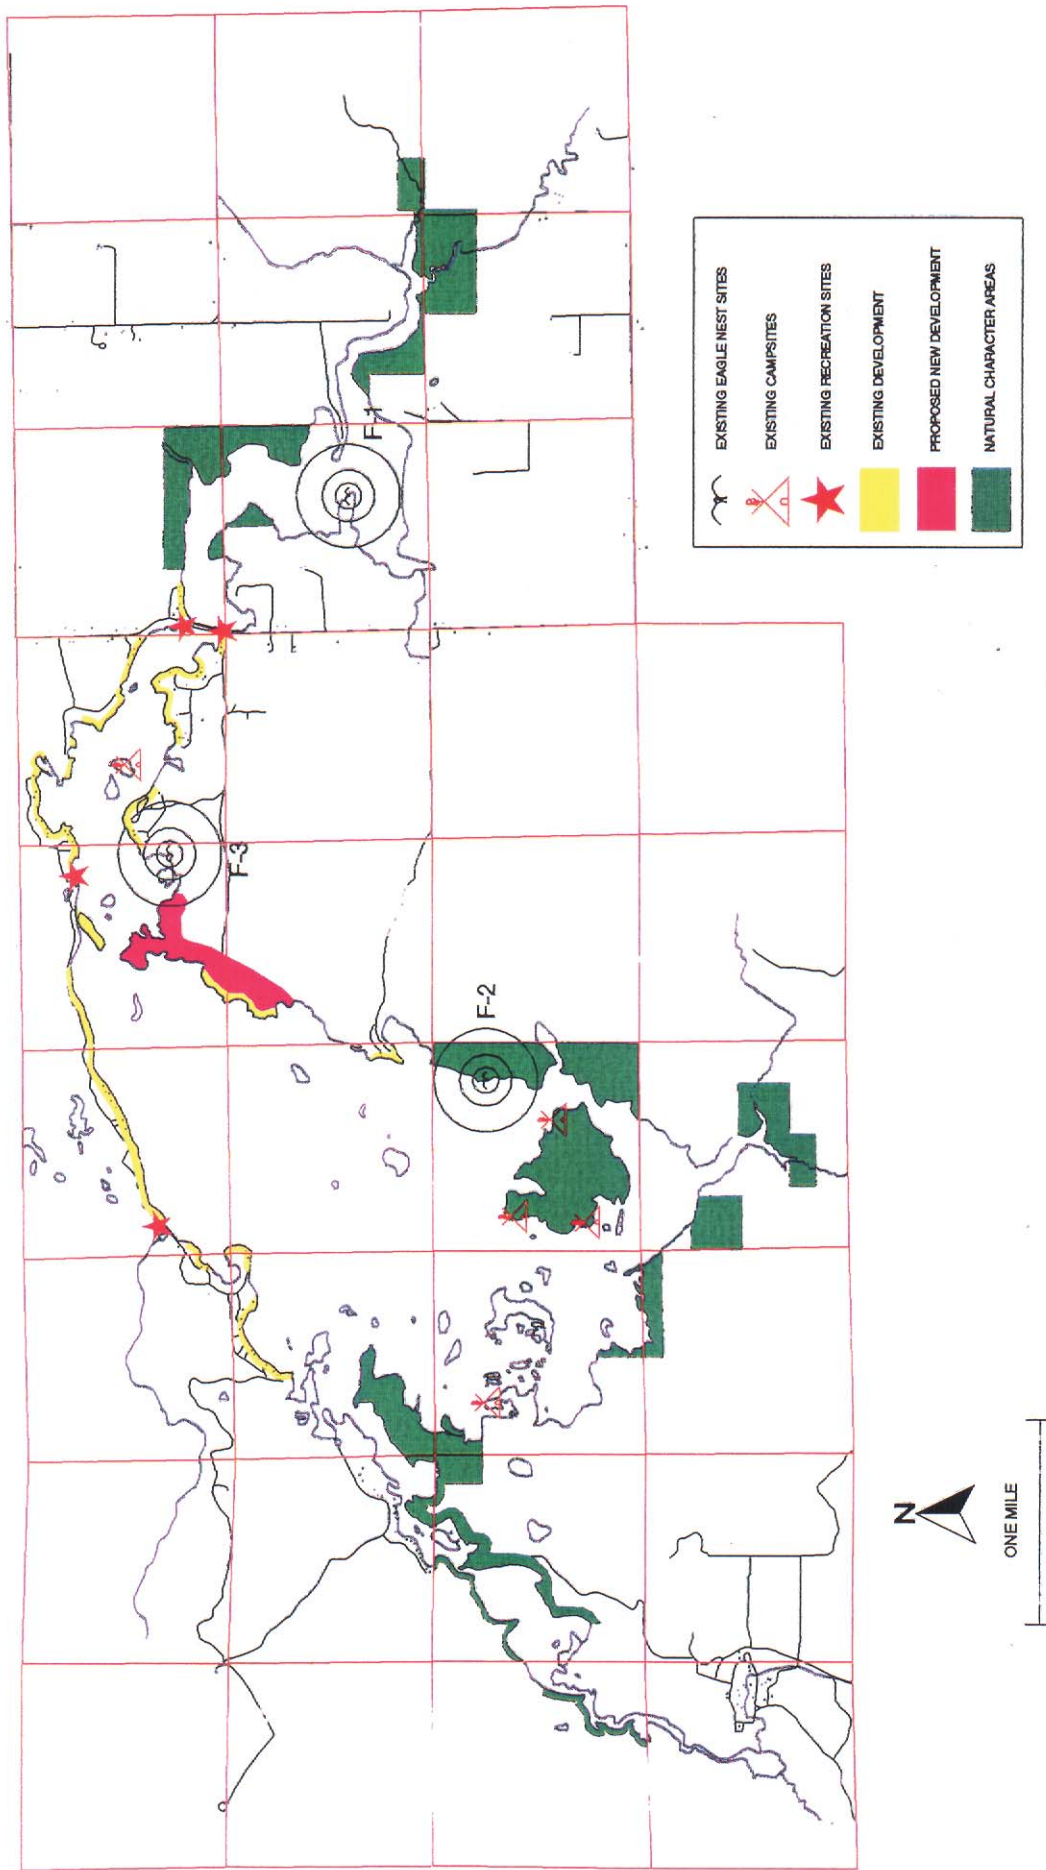 F-1
F-3
F-2
EXISTING EAGLE NEST SITES
EXISTING CAMPSITES
EXISTING RECREATION SITES
EXISTING DEVELOPMENT
PROPOSED NEW DEVELOPMENT
NATURAL CHARACTER AREAS
N
ONE MILE